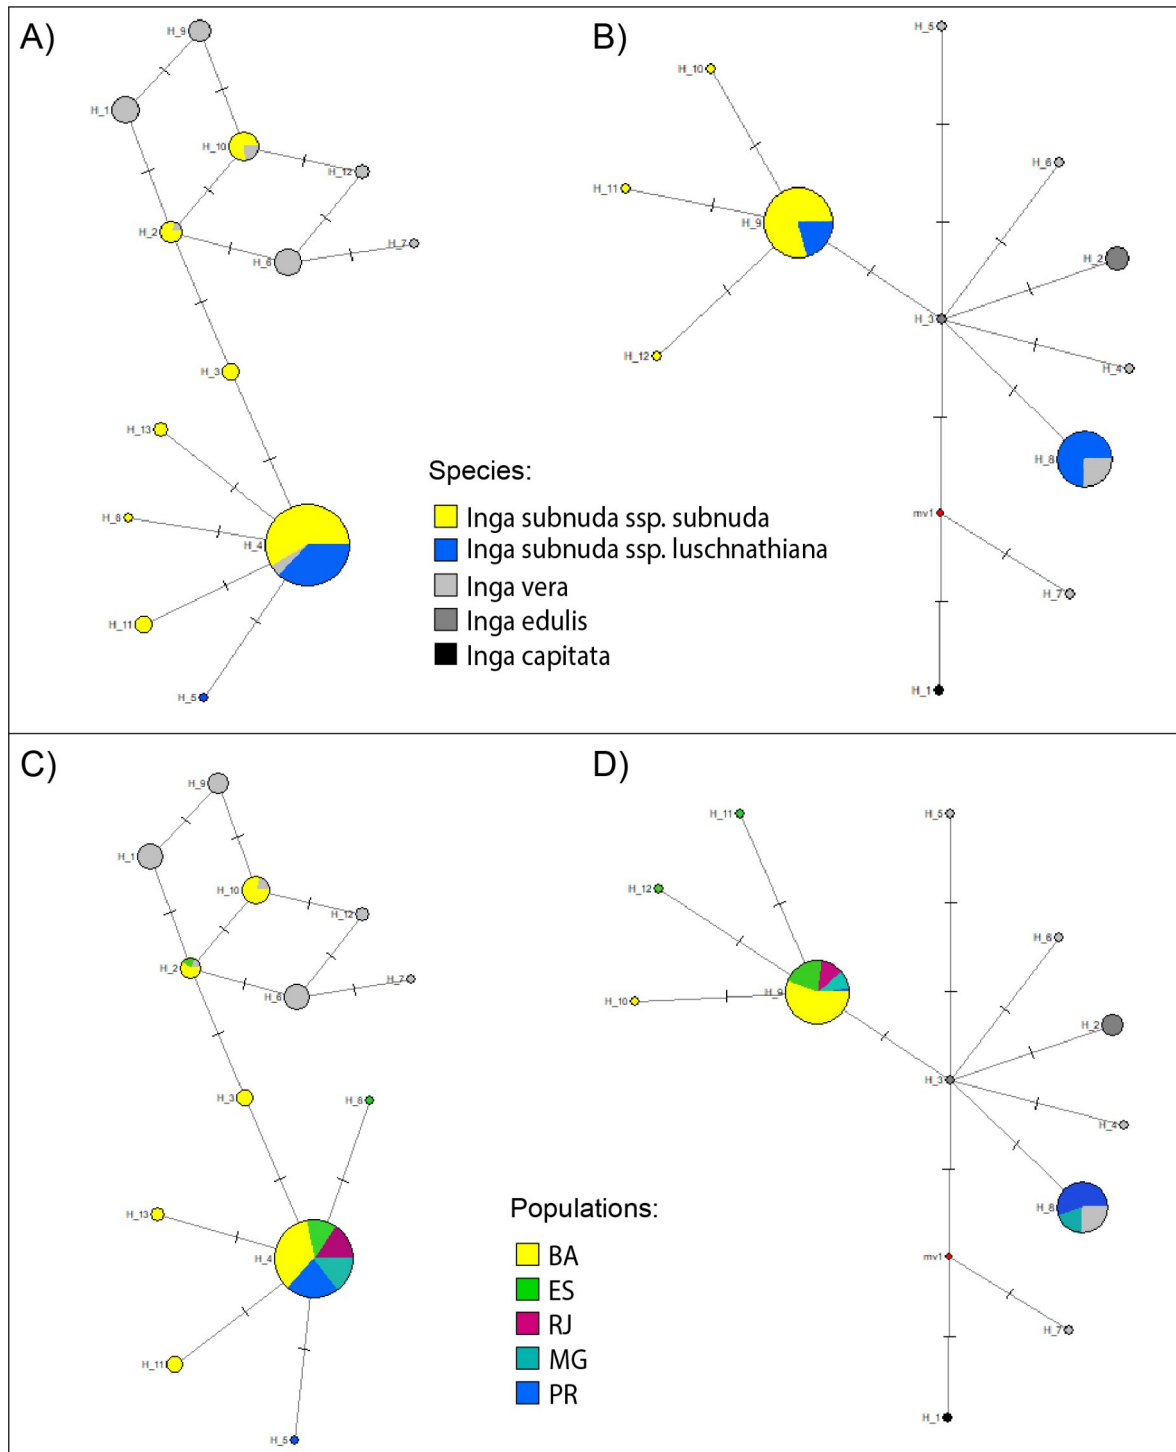 A)
B)
H_9
H_5
H_1
H_10
H_10
H_12
H_6
H_11
H_9
H_2
H_2
H_7
H_6
H_3
H_12
H_4
H_3
H_13
Species:
H_8
H_8
Inga subnuda ssp. subnuda
H_4
Inga subnuda ssp. luschnathiana
mv1
Inga vera
H_7
H_11
Inga edulis
Inga capitata
H_5
H_1
C)
D)
H_9
H_11
H_5
H_1
H_10
H_12
H_12
H_6
H_2
H_7
H_9
H_6
H_10
H_2
H_3
H_3
H_8
H_4
H_13
Populations:
H_8
H_4
BA
mv1
ES
RJ
H_7
H_11
MG
PR
H_5
H_1